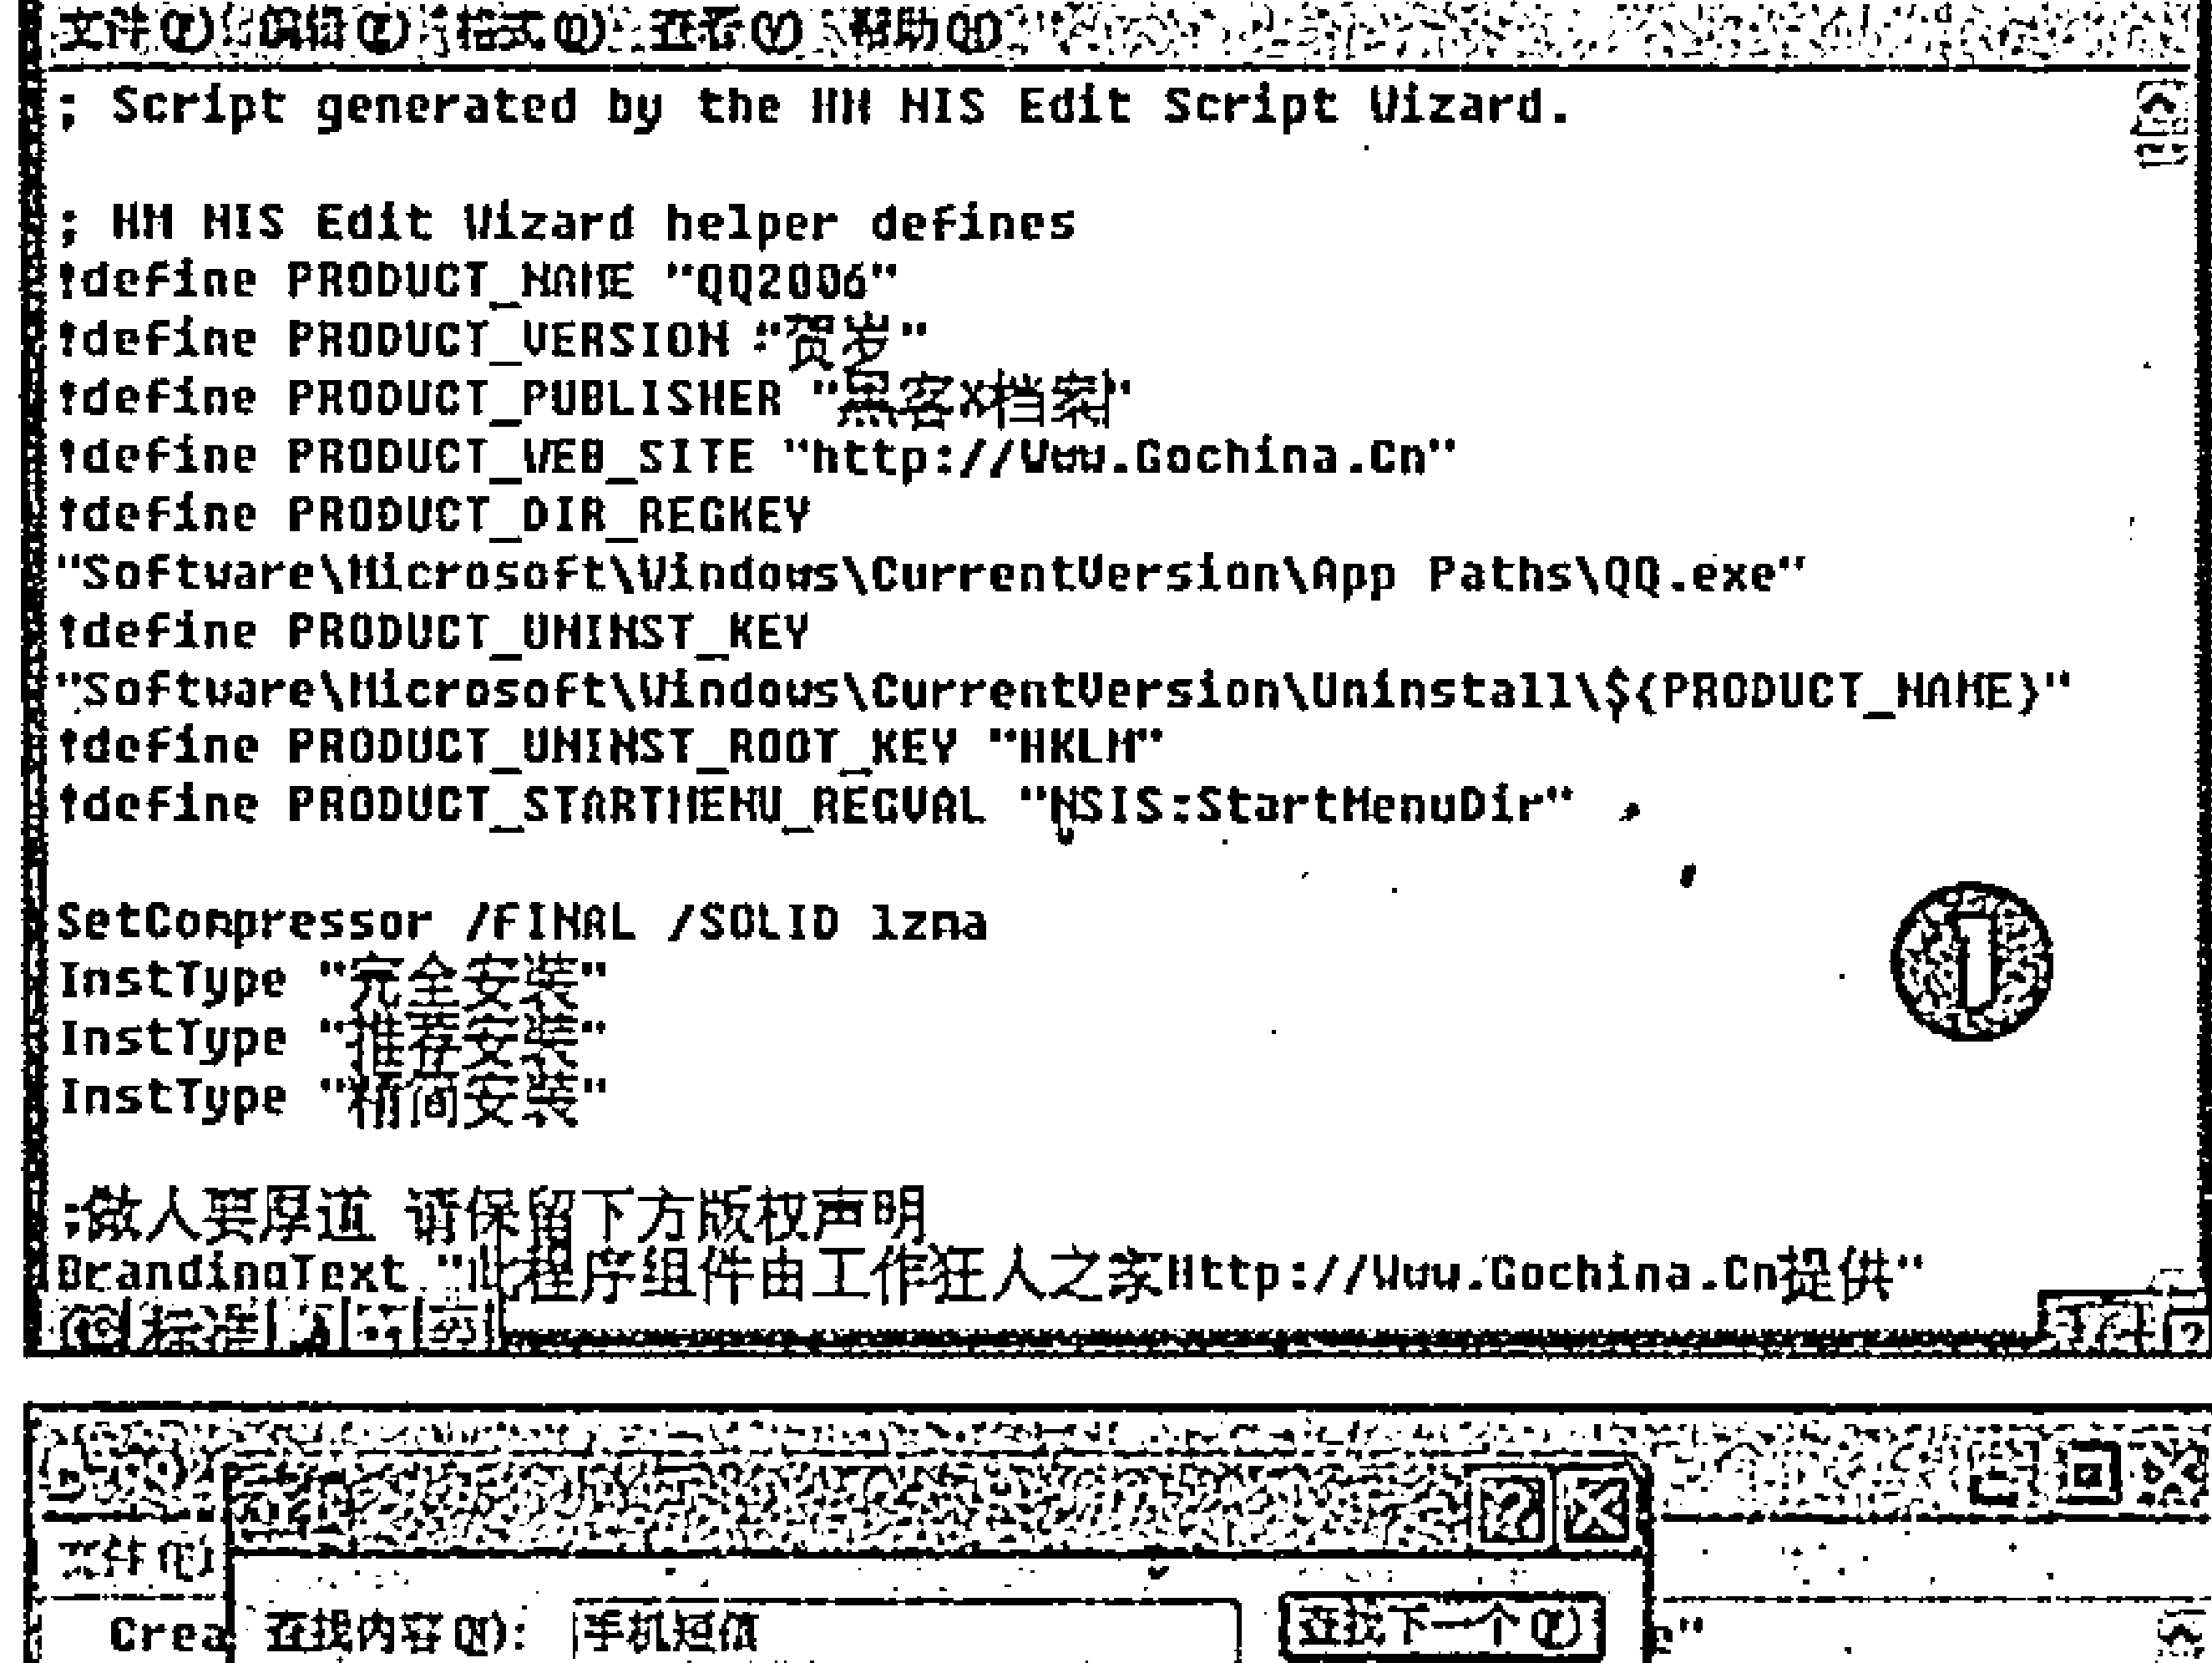 文件(F) 编辑(E) 格式(O) 查看(V) 帮助(H)
; Script generated by the HM NIS Edit Script Wizard.
; HM NIS Edit Wizard helper defines
!define PRODUCT_NAME "QQ2006"
!define PRODUCT_VERSION "贺岁"
!define PRODUCT_PUBLISHER "黑客X档案"
!define PRODUCT_WEB_SITE "http://Www.Gochina.Cn"
!define PRODUCT_DIR_REGKEY
"Software\Microsoft\Windows\CurrentVersion\App Paths\QQ.exe"
!define PRODUCT_UNINST_KEY
"Software\Microsoft\Windows\CurrentVersion\Uninstall\${PRODUCT_NAME}"
!define PRODUCT_UNINST_ROOT_KEY "HKLM"
!define PRODUCT_STARTMENU_REGVAL "NSIS:StartMenuDir"
SetCompressor /FINAL /SOLID lzma
1
InstType "完全安装"
InstType "推荐安装"
InstType "精简安装"
;做人要厚道 请保留下方版权声明
BrandingText "此程序组件由工作狂人之家Http://Www.Gochina.Cn提供"
标准
文件(F)
Crea
查找内容(N): 手机短信
查找下一个(F)